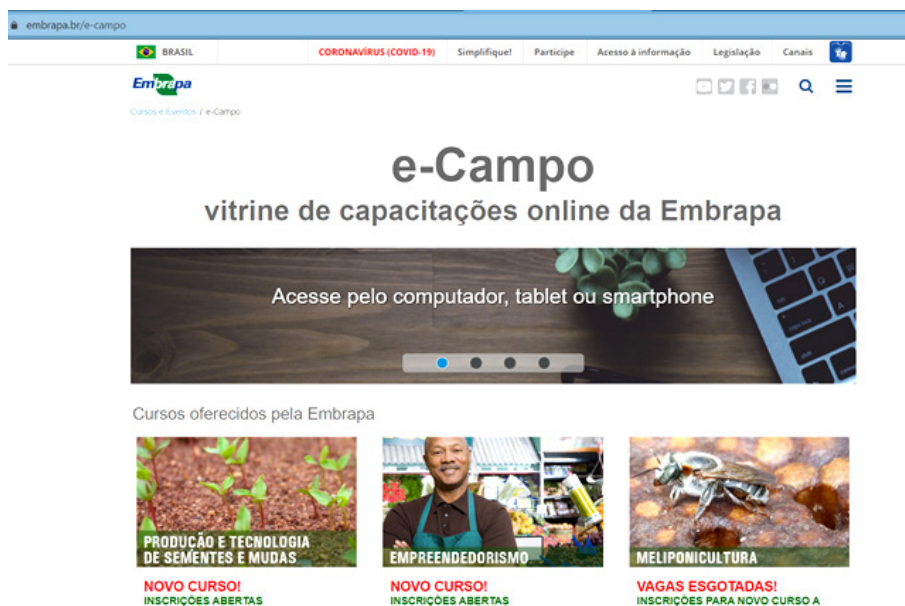 embrapa.br/e-campo
BRASIL
CORONAVÍRUS (COVID-19) Simplifique! Participe Acesso à informação Legislação Canais
Embrapa
Cursos e Eventos / e-Campo
e-Campo
vitrine de capacitações online da Embrapa
Acesse pelo computador, tablet ou smartphone
Cursos oferecidos pela Embrapa
PRODUÇÃO E TECNOLOGIA
DE SEMENTES E MUDAS
NOVO CURSO!
INSCRIÇÕES ABERTAS
EMPREENDEDORISMO
NOVO CURSO!
INSCRIÇÕES ABERTAS
MELIPONICULTURA
VAGAS ESGOTADAS!
INSCRIÇÕES PARA NOVO CURSO A